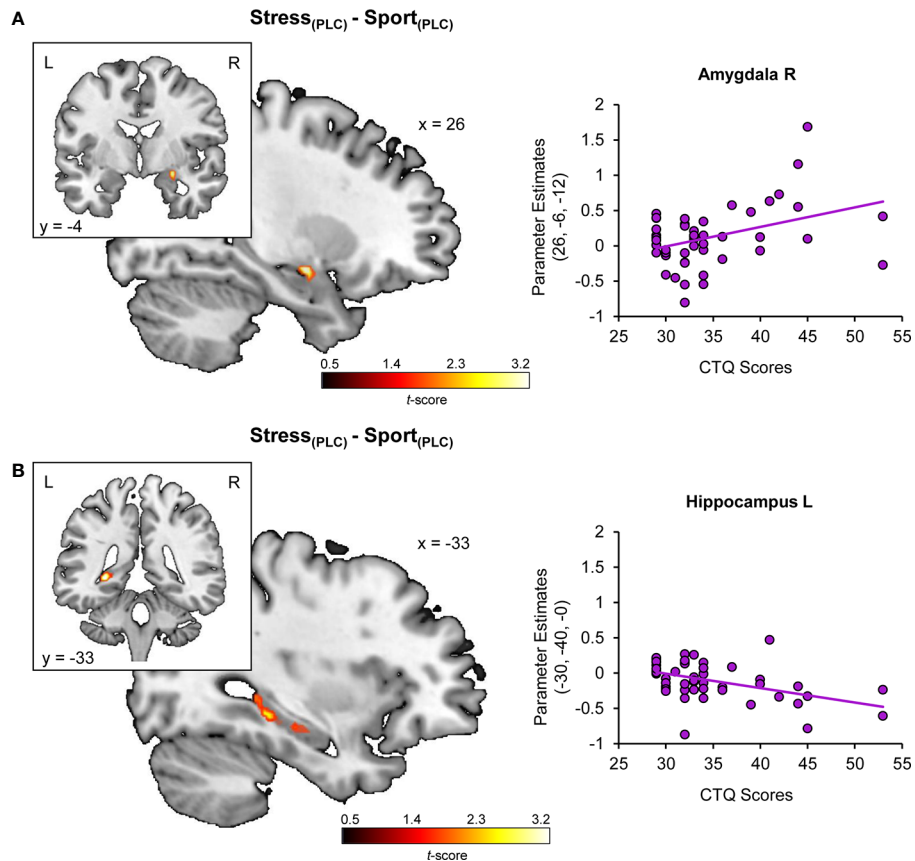 A
Stress(PLC) - Sport(PLC)
L R
y = -4
x = 26
0.5 1.4 2.3 3.2
t-score
Amygdala R
Parameter Estimates
(26, -6, -12)
2
1.5
1
0.5
0
-0.5
-1
25 30 35 40 45 50 55
CTQ Scores
B
Stress(PLC) - Sport(PLC)
L R
y = -33
x = -33
0.5 1.4 2.3 3.2
t-score
Hippocampus L
Parameter Estimates
(-30, -40, -0)
2
1.5
1
0.5
0
-0.5
-1
25 30 35 40 45 50 55
CTQ Scores